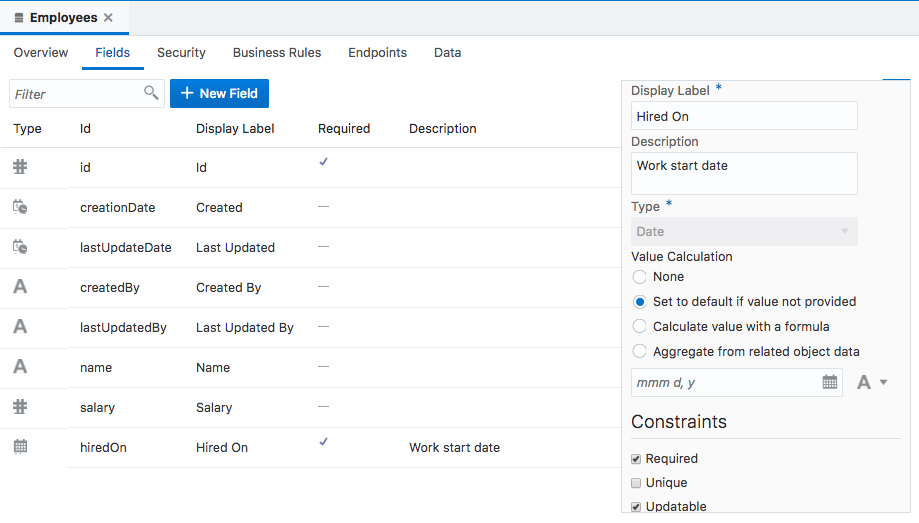 Employees
Overview Fields Security Business Rules Endpoints Data
Filter
+ New Field
Type Id Display Label Required Description
id Id
creationDate Created —
lastUpdateDate Last Updated —
A createdBy Created By —
A lastUpdatedBy Last Updated By —
A name Name —
salary Salary —
hiredOn Hired On Work start date
Display Label *
Hired On
Description
Work start date
Type *
Date
Value Calculation
None
Set to default if value not provided
Calculate value with a formula
Aggregate from related object data
mmm d, y A
Constraints
Required
Unique
Updatable